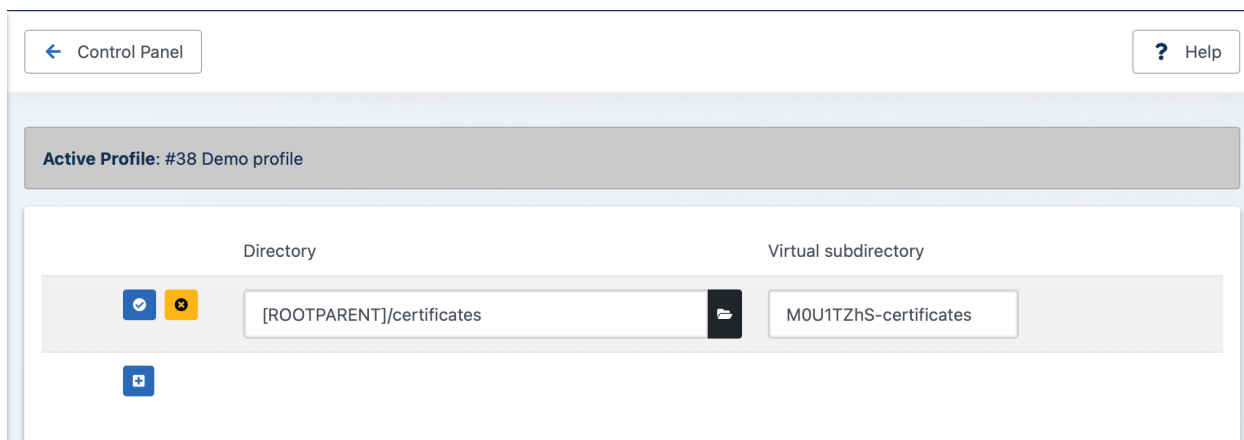 Control Panel
? Help
Active Profile: #38 Demo profile
Directory
Virtual subdirectory
[ROOTPARENT]/certificates
M0U1TZhS-certificates